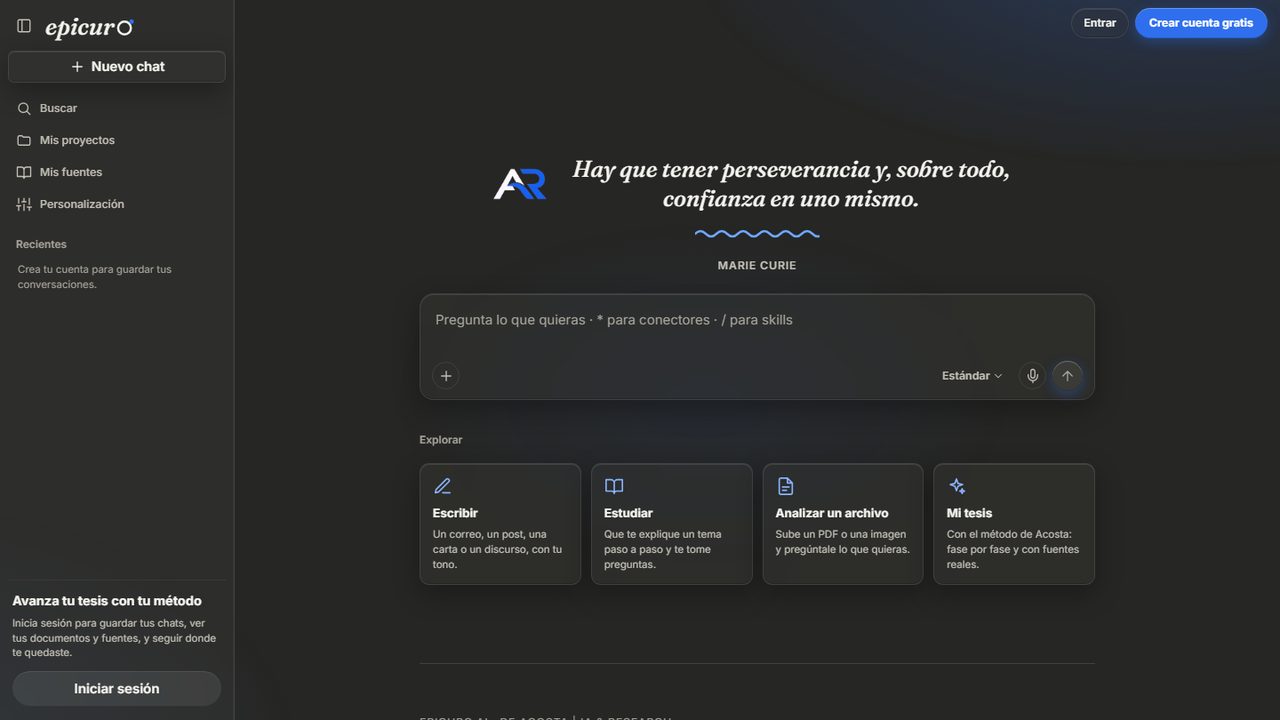 epicuro
Nuevo chat
Buscar
Mis proyectos
Mis fuentes
Personalización
Recientes
Crea tu cuenta para guardar tus
conversaciones.
Avanza tu tesis con tu método
Inicia sesión para guardar tus chats, ver
tus documentos y fuentes, y seguir donde
te quedaste.
Iniciar sesión
Entrar
Crear cuenta gratis
AR
Hay que tener perseverancia y, sobre todo,
confianza en uno mismo.
MARIE CURIE
Pregunta lo que quieras · * para conectores · / para skills
Estándar
Explorar
Escribir
Un correo, un post, una
carta o un discurso, con tu
tono.
Estudiar
Que te explique un tema
paso a paso y te tome
preguntas.
Analizar un archivo
Sube un PDF o una imagen
y pregúntale lo que quieras.
Mi tesis
Con el método de Acosta:
fase por fase y con fuentes
reales.
DE ACOSTA | IA & RESEARCH